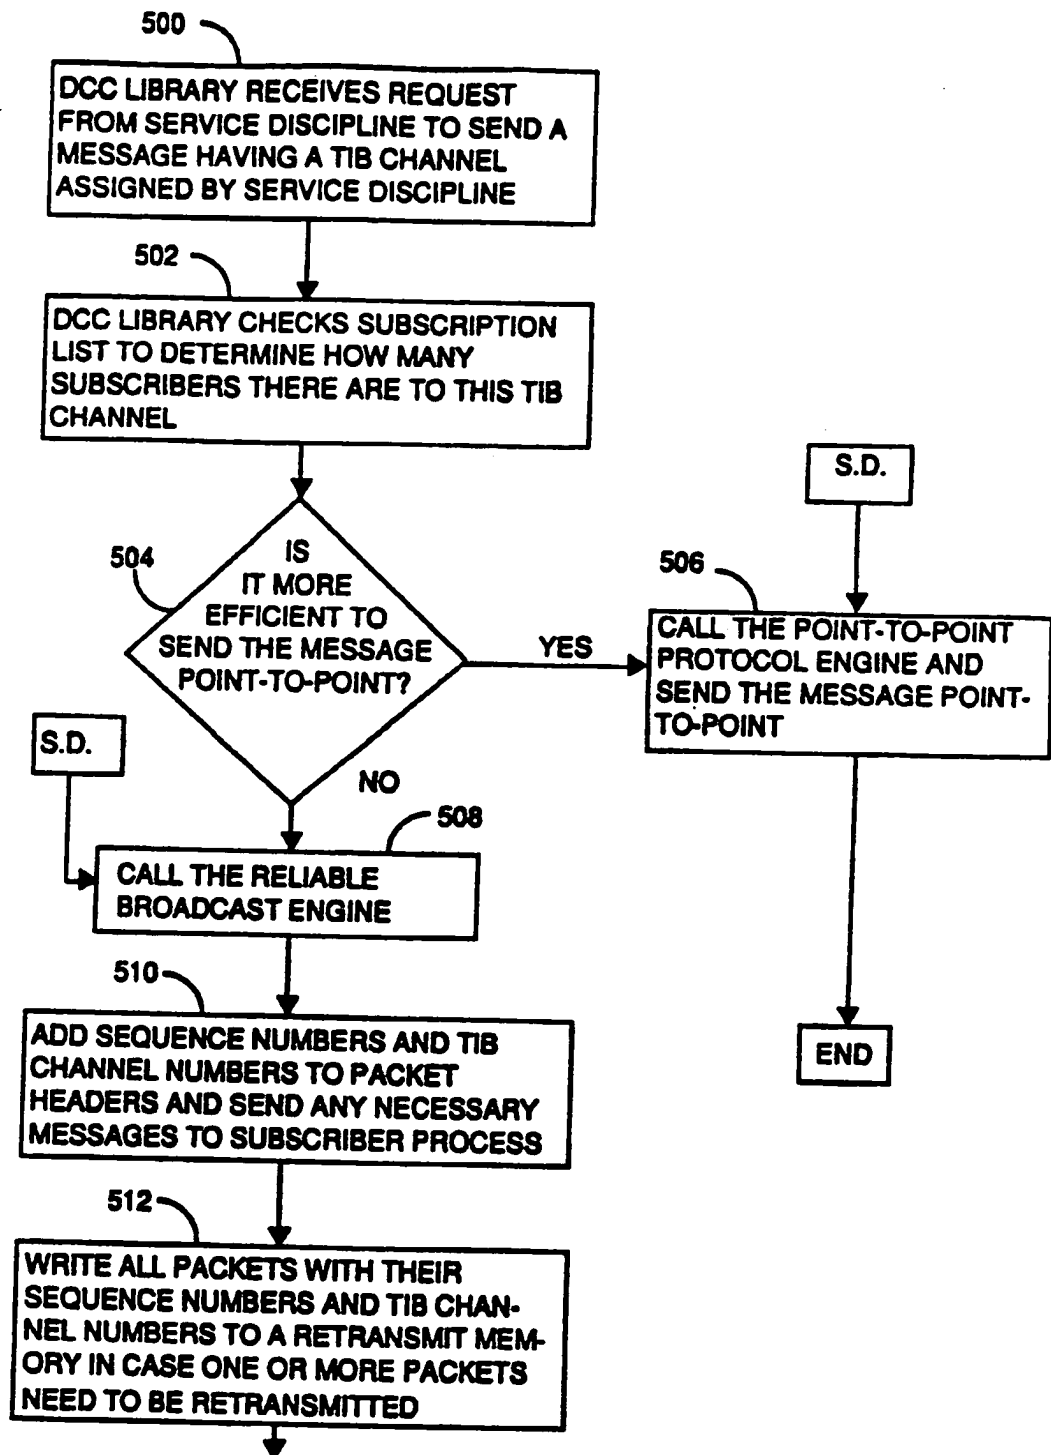 500
DCC LIBRARY RECEIVES REQUEST
FROM SERVICE DISCIPLINE TO SEND A
MESSAGE HAVING A TIB CHANNEL
ASSIGNED BY SERVICE DISCIPLINE
502
DCC LIBRARY CHECKS SUBSCRIPTION
LIST TO DETERMINE HOW MANY
SUBSCRIBERS THERE ARE TO THIS TIB
CHANNEL
504
IS
IT MORE
EFFICIENT TO
SEND THE MESSAGE
POINT-TO-POINT?
YES
NO
S.D.
506
CALL THE POINT-TO-POINT
PROTOCOL ENGINE AND
SEND THE MESSAGE POINT-
TO-POINT
END
S.D.
508
CALL THE RELIABLE
BROADCAST ENGINE
510
ADD SEQUENCE NUMBERS AND TIB
CHANNEL NUMBERS TO PACKET
HEADERS AND SEND ANY NECESSARY
MESSAGES TO SUBSCRIBER PROCESS
512
WRITE ALL PACKETS WITH THEIR
SEQUENCE NUMBERS AND TIB CHAN-
NEL NUMBERS TO A RETRANSMIT MEM-
ORY IN CASE ONE OR MORE PACKETS
NEED TO BE RETRANSMITTED